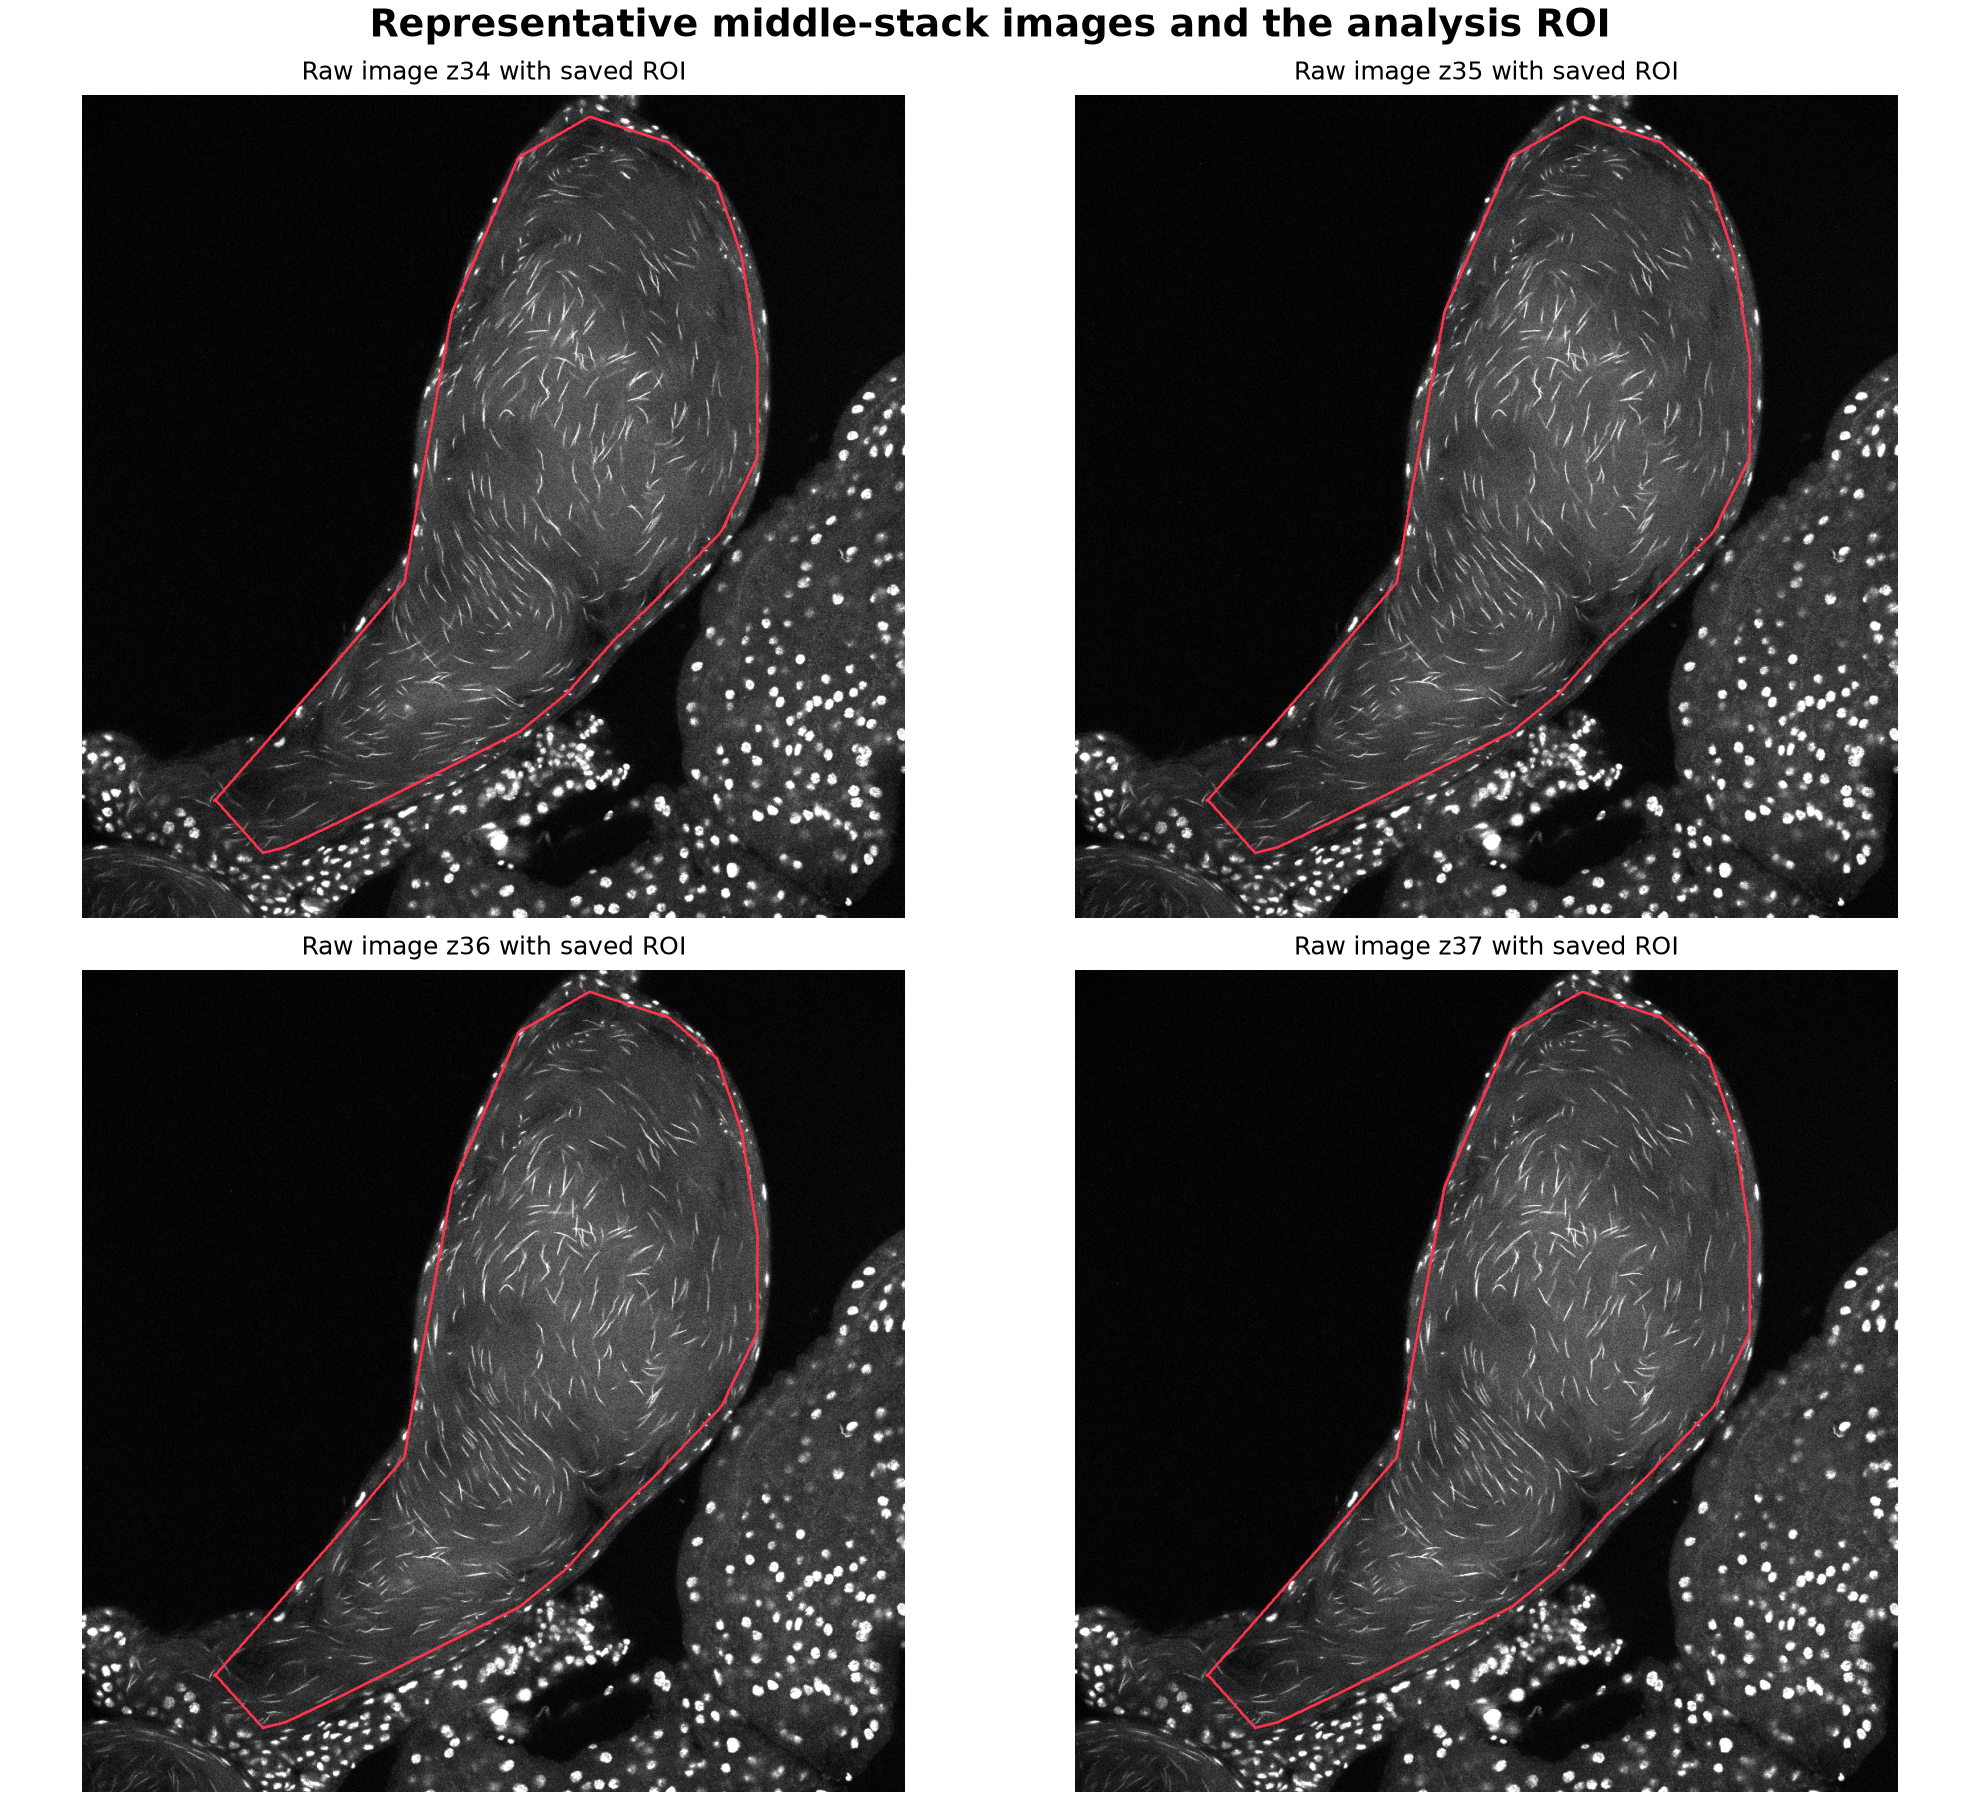 Representative middle-stack images and the analysis ROI
Raw image z34 with saved ROI
Raw image z35 with saved ROI
Raw image z36 with saved ROI
Raw image z37 with saved ROI